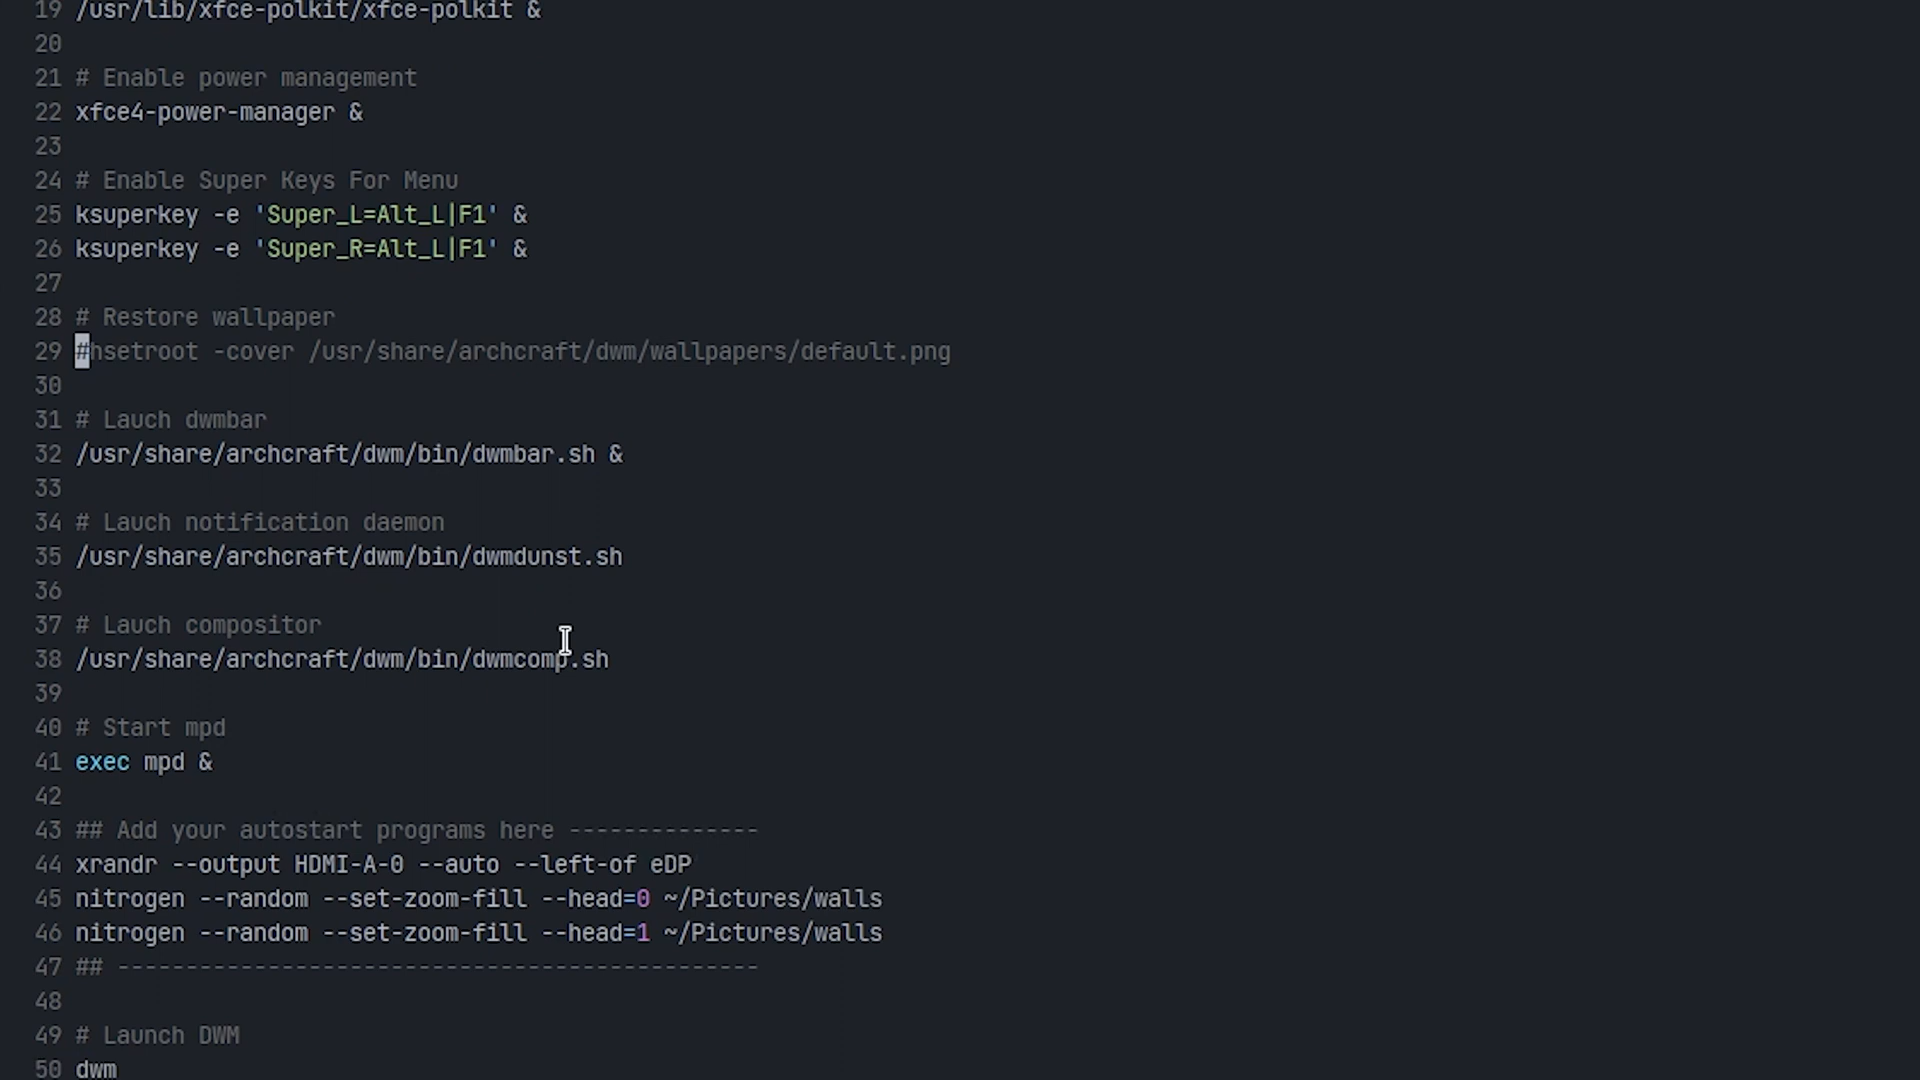 19 /usr/lib/xfce-polkit/xfce-polkit &
20
21 # Enable power management
22 xfce4-power-manager &
23
24 # Enable Super Keys For Menu
25 ksuperkey -e 'Super_L=Alt_L|F1' &
26 ksuperkey -e 'Super_R=Alt_L|F1' &
27
28 # Restore wallpaper
29 #hsetroot -cover /usr/share/archcraft/dwm/wallpapers/default.png
30
31 # Lauch dwmbar
32 /usr/share/archcraft/dwm/bin/dwmbar.sh &
33
34 # Lauch notification daemon
35 /usr/share/archcraft/dwm/bin/dwmdunst.sh
36
37 # Lauch compositor
38 /usr/share/archcraft/dwm/bin/dwmcomp.sh
39
40 # Start mpd
41 exec mpd &
42
43 ## Add your autostart programs here --------------
44 xrandr --output HDMI-A-0 --auto --left-of eDP
45 nitrogen --random --set-zoom-fill --head=0 ~/Pictures/walls
46 nitrogen --random --set-zoom-fill --head=1 ~/Pictures/walls
47 ## -----------------------------------------------
48
49 # Launch DWM
50 dwm